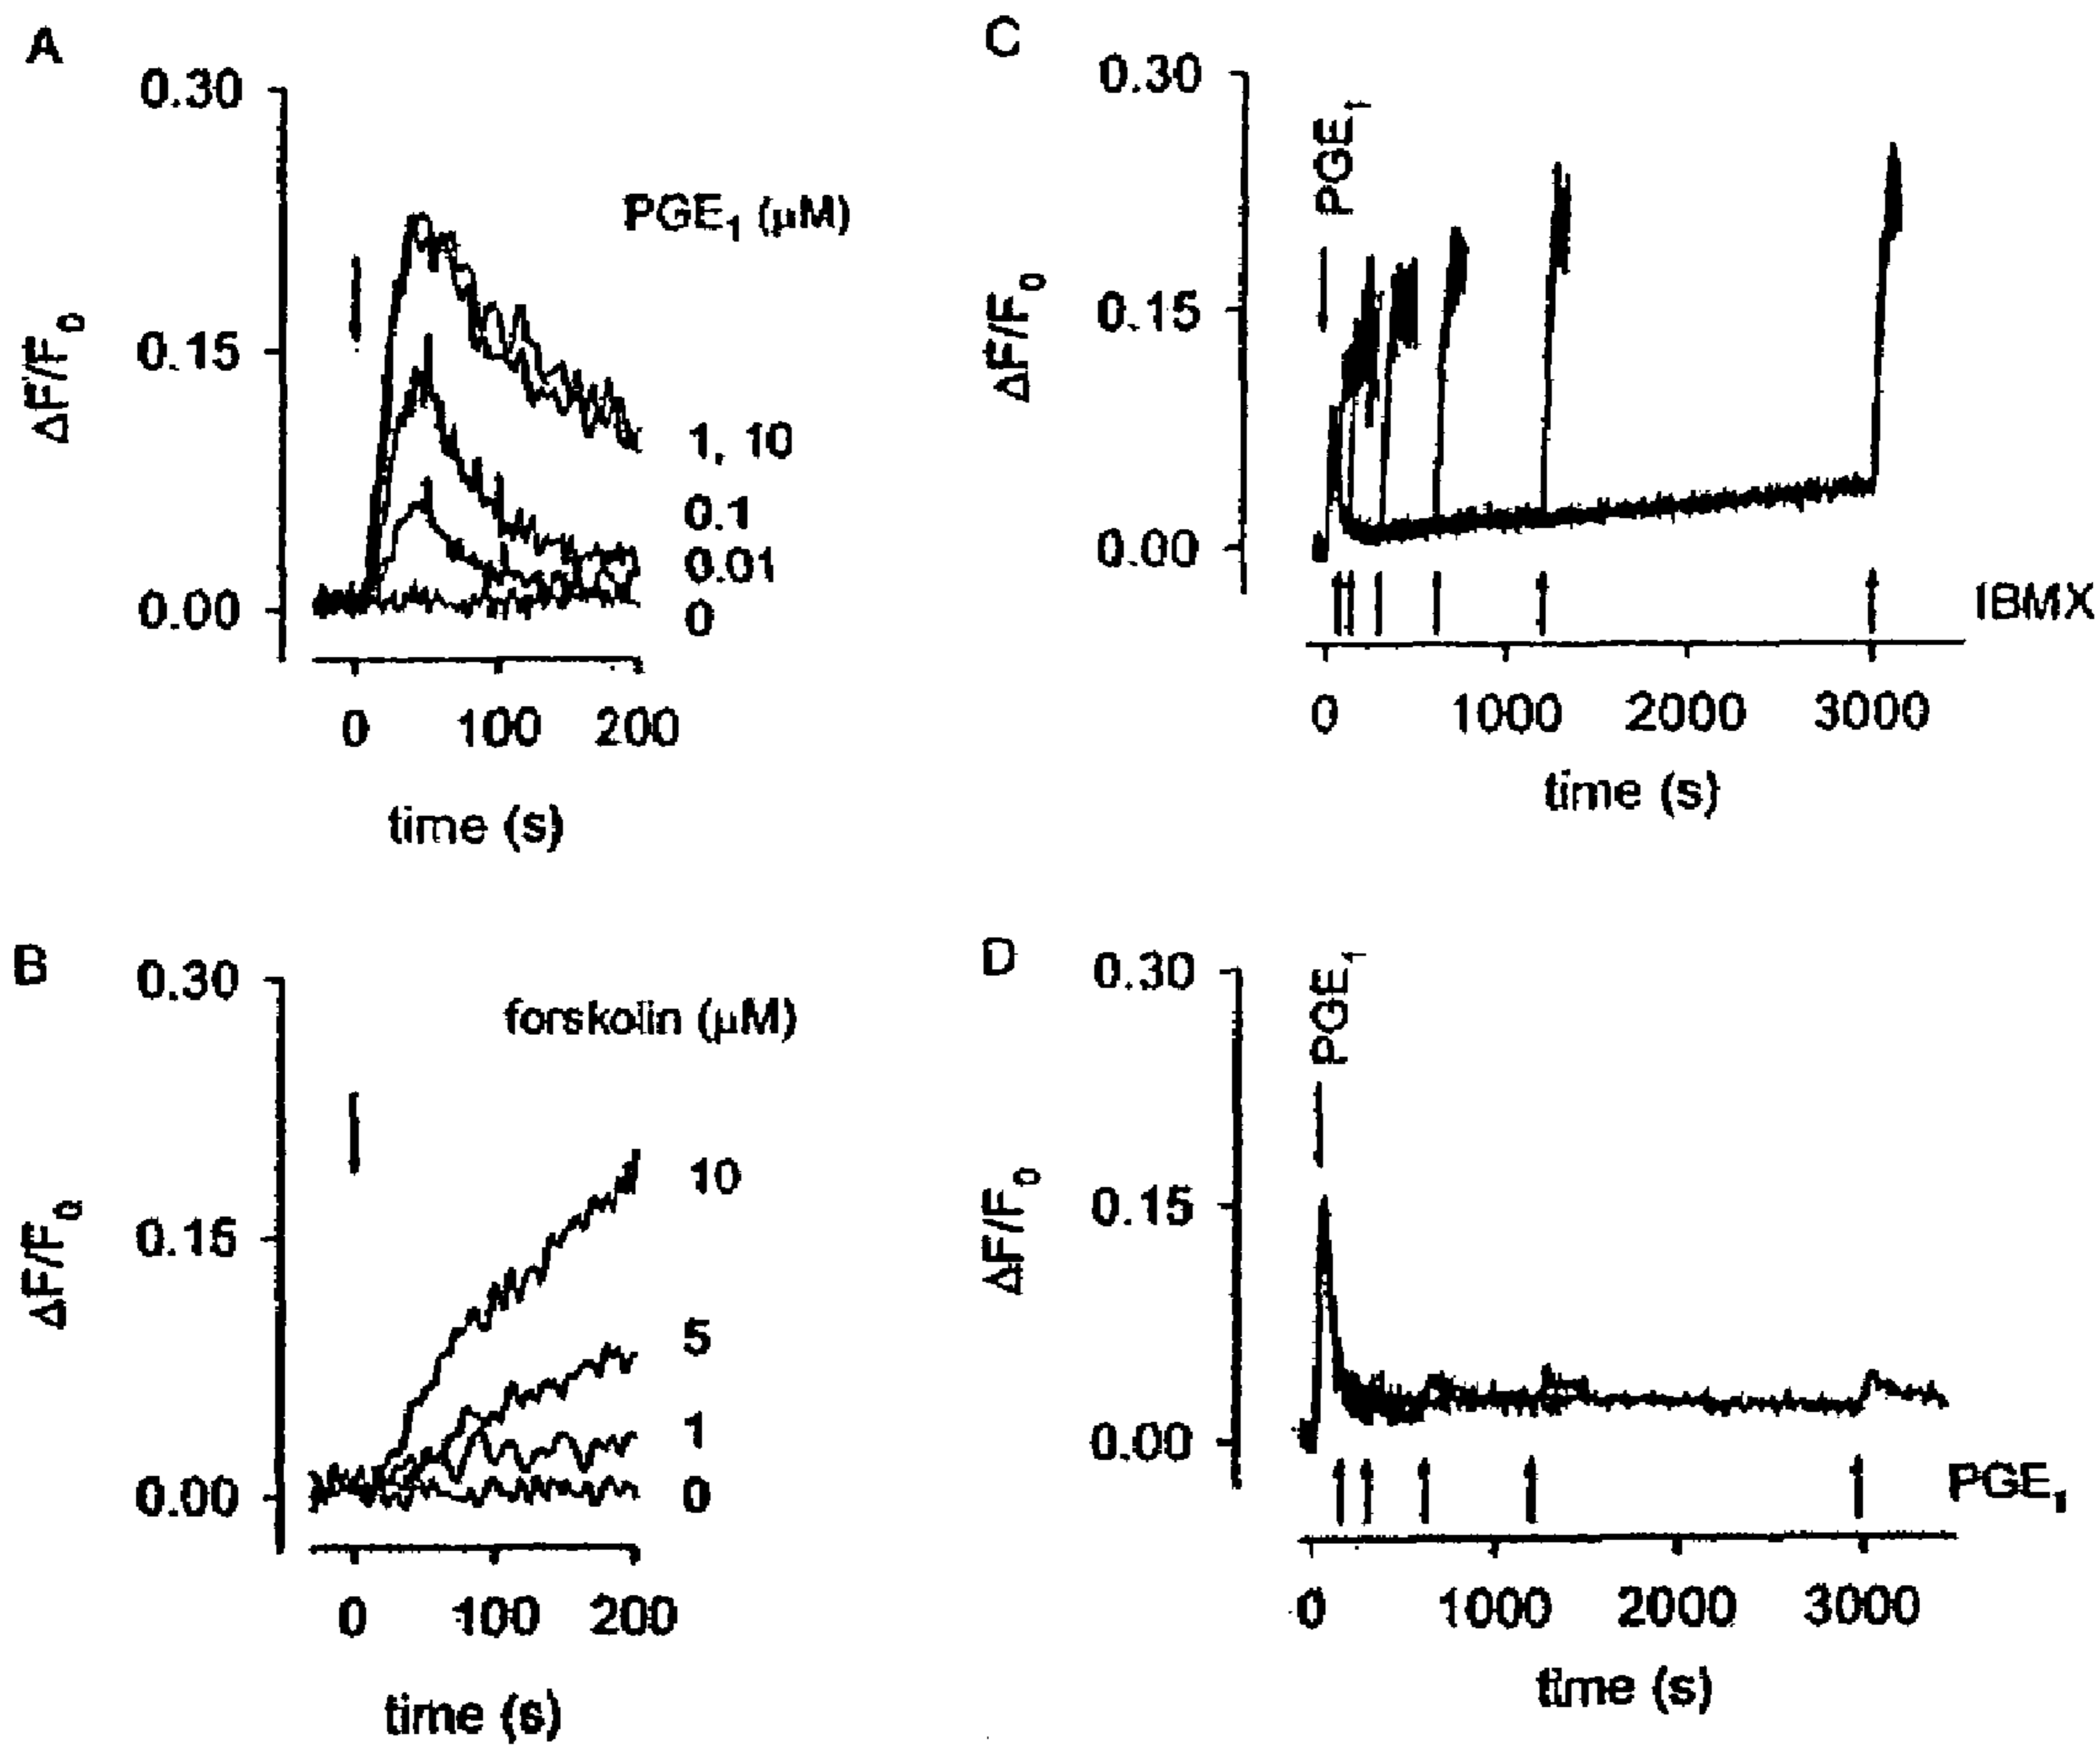 A
0.30
0.15
0.00
ΔF/F0
PGE1 (µM)
1, 10
0.1
0.01
0
0 100 200
time (s)
B
0.30
0.15
0.00
ΔF/F0
forskolin (µM)
10
5
1
0
0 100 200
time (s)
C
0.30
0.15
0.00
ΔF/F0
PGE1
IBMX
0 1000 2000 3000
time (s)
D
0.30
0.15
0.00
ΔF/F0
PGE1
PGE1
0 1000 2000 3000
time (s)